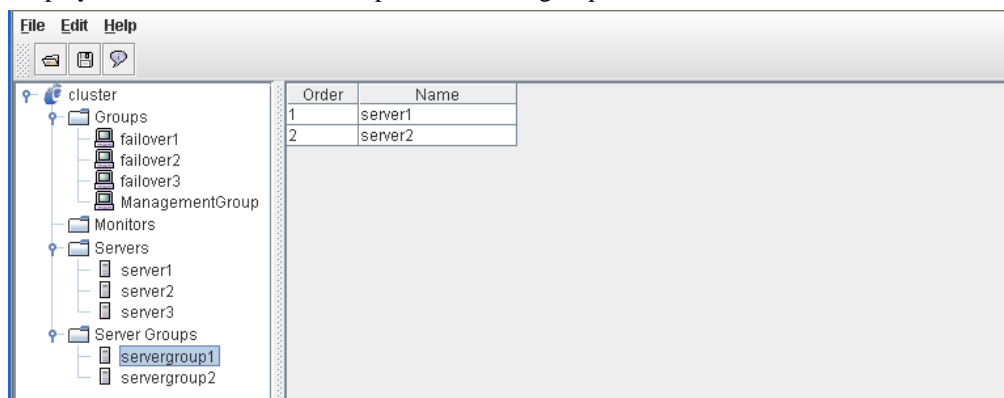 File Edit Help
cluster
Groups
failover1
failover2
failover3
ManagementGroup
Monitors
Servers
server1
server2
server3
Server Groups
servergroup1
servergroup2
Order Name
1 server1
2 server2